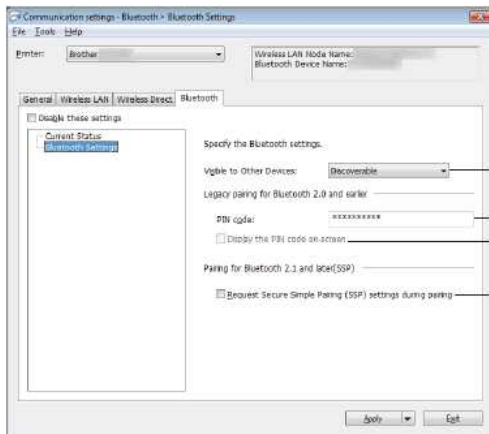 Communication settings - Bluetooth > Bluetooth Settings
File Tools Help
Printer: Brother
Wireless LAN Node Name:
Bluetooth Device Name:
General Wireless LAN Wireless Direct Bluetooth
Disable these settings
Current Status
Bluetooth Settings
Specify the Bluetooth settings.
Visible to Other Devices: Discoverable
Legacy pairing for Bluetooth 2.0 and earlier
PIN code: **********
Display the PIN code on-screen
Pairing for Bluetooth 2.1 and later(SSP)
Request Secure Simple Pairing (SSP) settings during pairing
Apply Exit